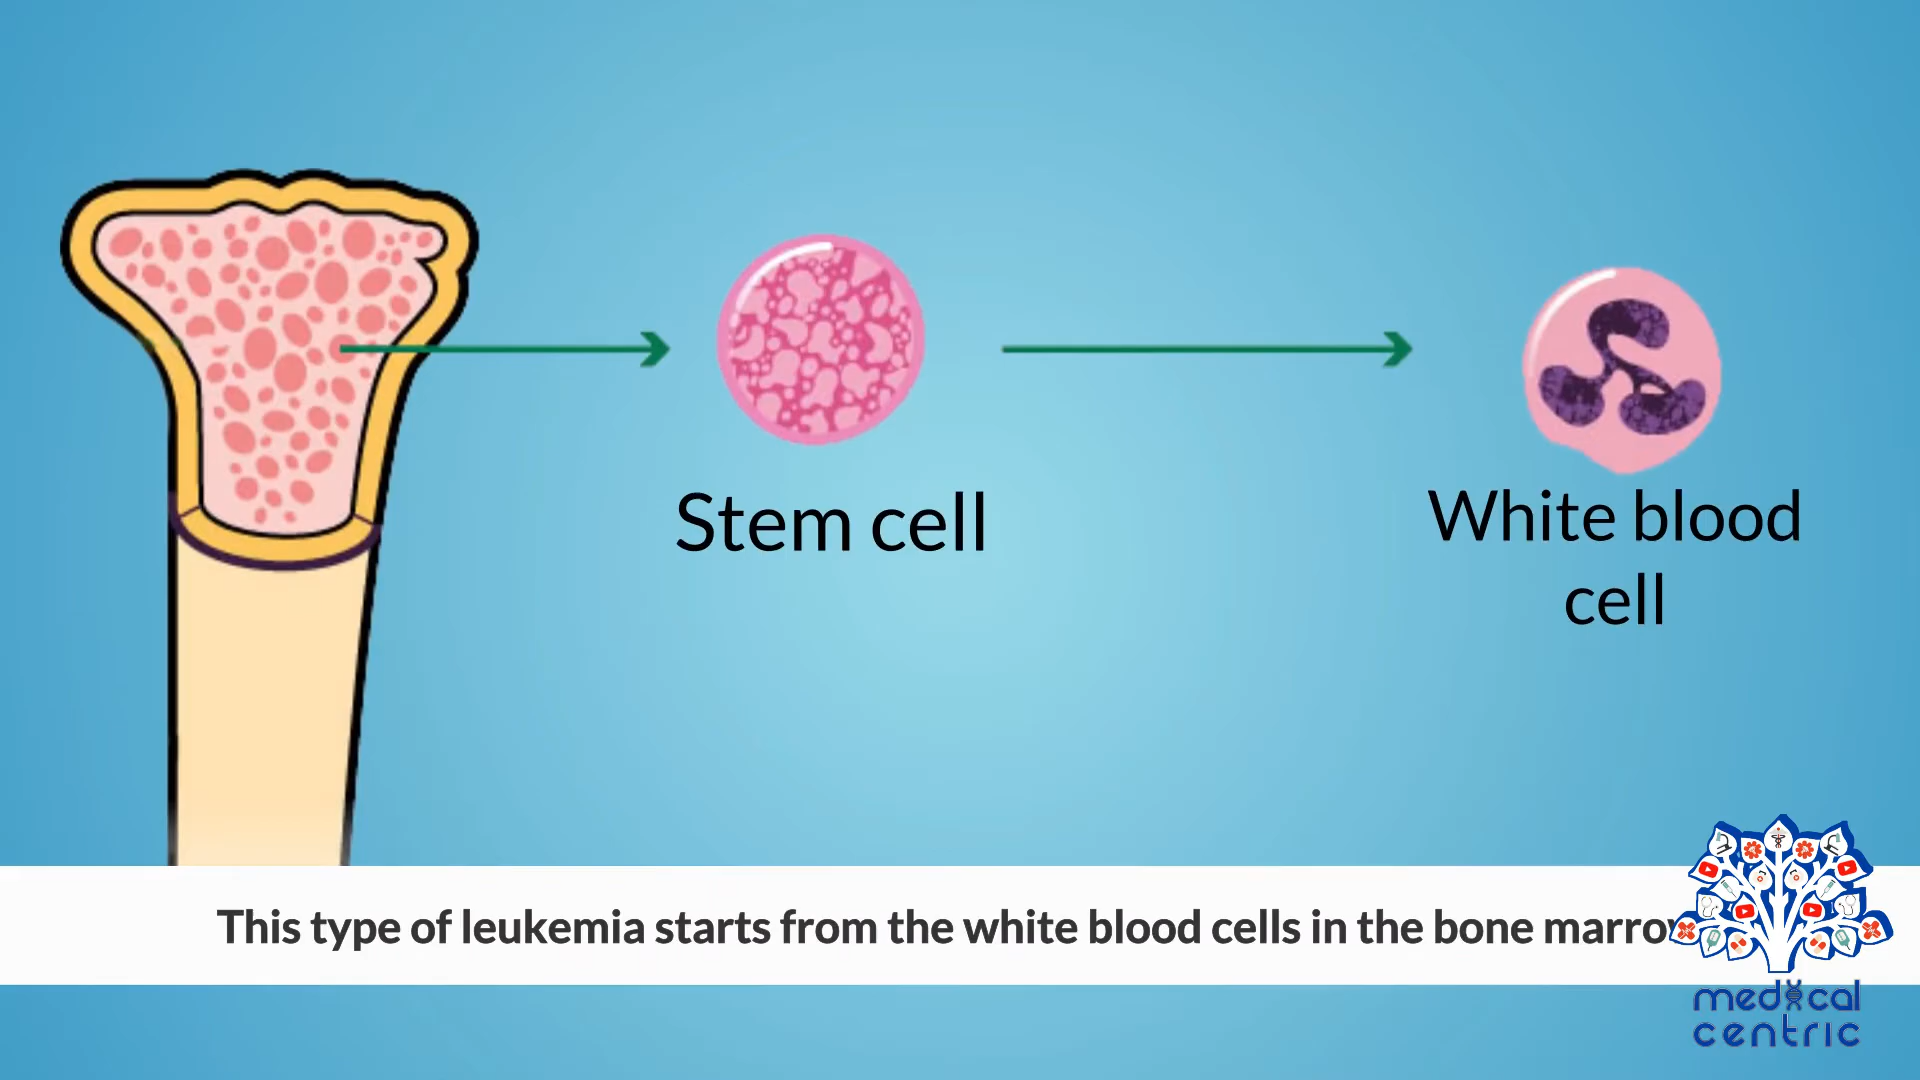 Stem cell
White blood
cell
This type of leukemia starts from the white blood cells in the bone marro
medical
centric